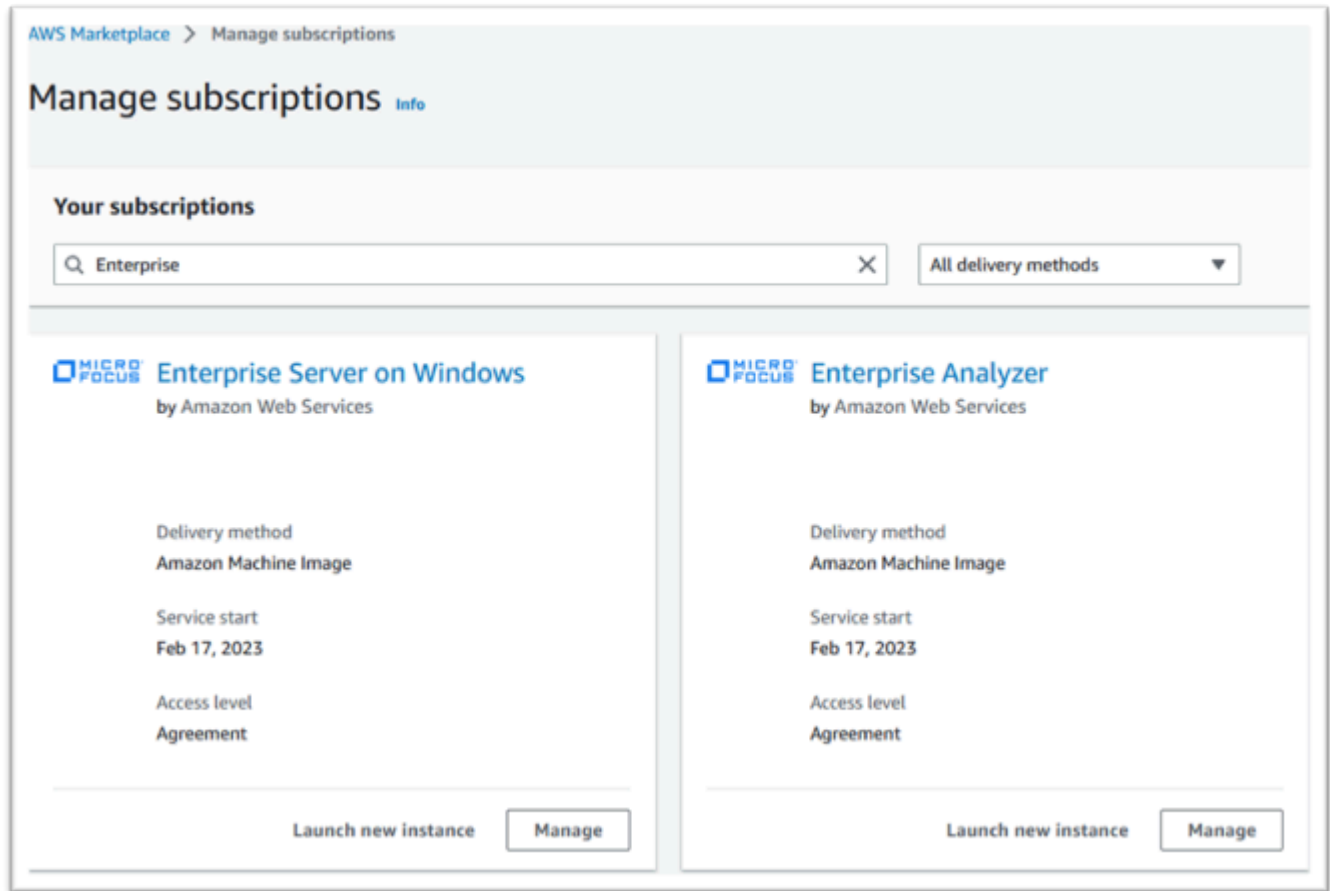 AWS Marketplace > Manage subscriptions
Manage subscriptions Info
Your subscriptions
Enterprise
All delivery methods
MICRO FOCUS
Enterprise Server on Windows
by Amazon Web Services
Delivery method
Amazon Machine Image
Service start
Feb 17, 2023
Access level
Agreement
Launch new instance
Manage
MICRO FOCUS
Enterprise Analyzer
by Amazon Web Services
Delivery method
Amazon Machine Image
Service start
Feb 17, 2023
Access level
Agreement
Launch new instance
Manage